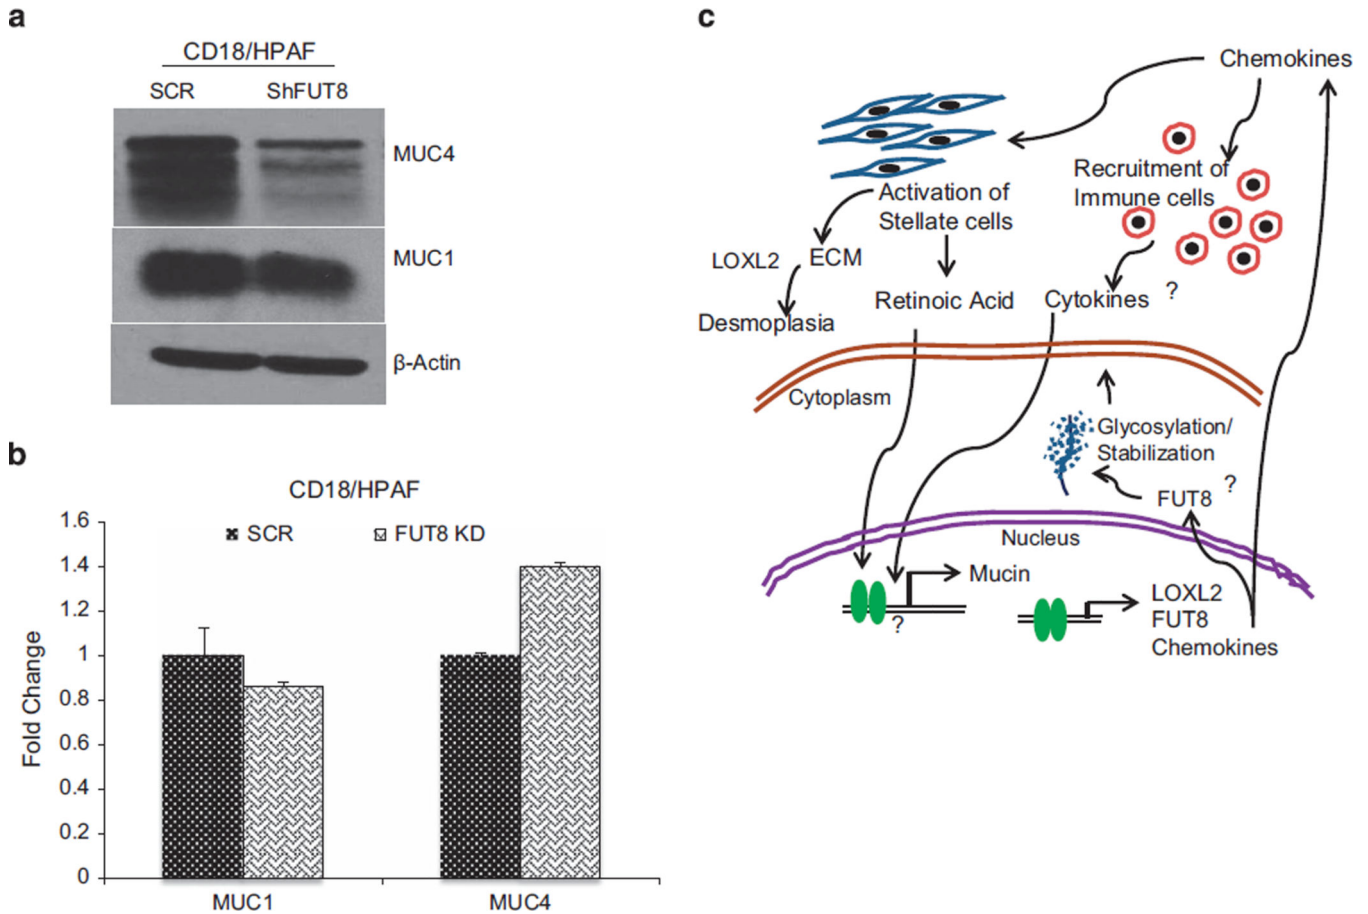 a
CD18/HPAF
SCR ShFUT8
MUC4
MUC1
β-Actin
b
CD18/HPAF
SCR FUT8 KD
Fold Change
1.6
1.4
1.2
1
0.8
0.6
0.4
0.2
0
MUC1 MUC4
c
Chemokines
Recruitment of
Immune cells
Activation of
Stellate cells
LOXL2 ECM
Desmoplasia
Retinoic Acid
Cytokines ?
Cytoplasm
Glycosylation/
Stabilization
FUT8 ?
Nucleus
Mucin
?
LOXL2
FUT8
Chemokines